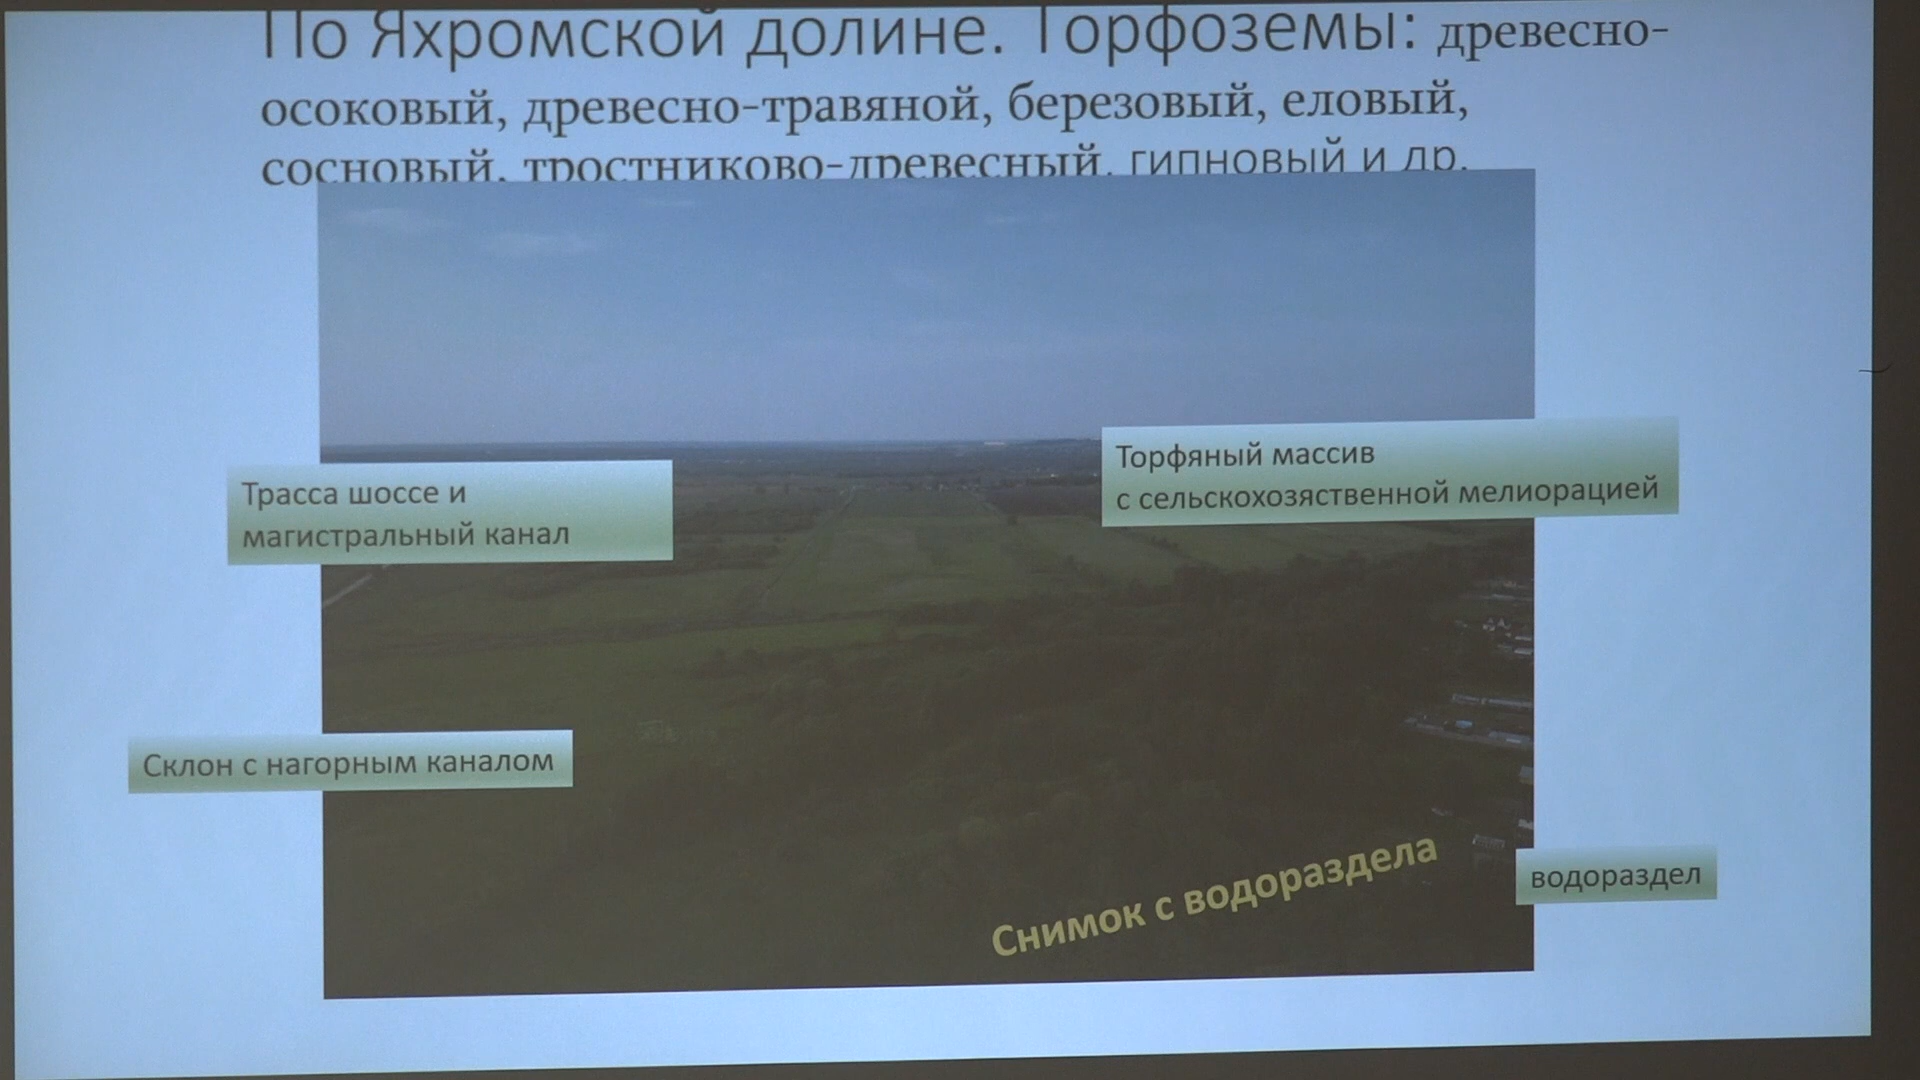 По Яхромской долине. Торфоземы: древесно-
осоковый, древесно-травяной, березовый, еловый,
сосновый, тростниково-древесный, гипновый и др.
Трасса шоссе и
магистральный канал
Торфяный массив
с сельскохозяственной мелиорацией
Склон с нагорным каналом
Снимок с водораздела
водораздел